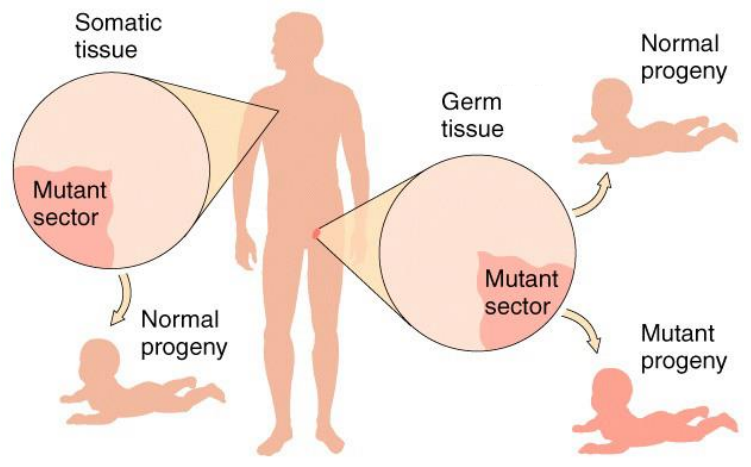 Somatic
tissue
Mutant
sector
Normal
progeny
Germ
tissue
Mutant
sector
Normal
progeny
Mutant
progeny